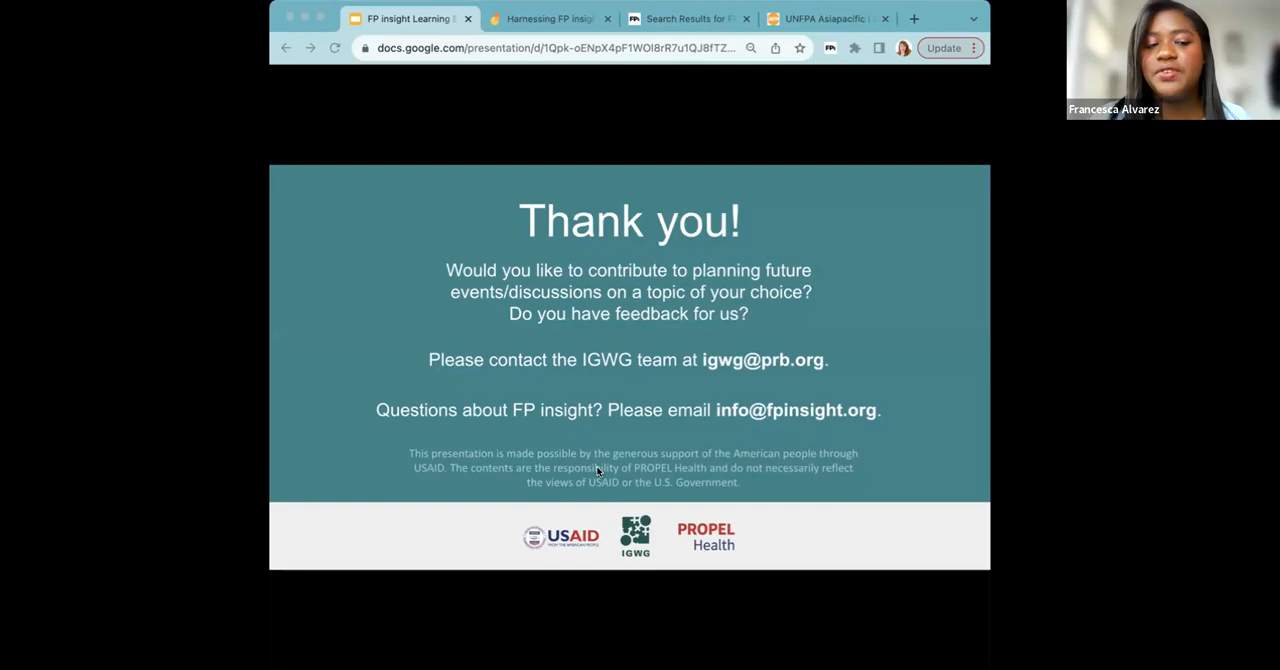 FP insight Learning E
Harnessing FP insig
Search Results for F
UNFPA Asiapacific |
docs.google.com/presentation/d/1Qpk-oENpX4pF1WOl8rR7u1QJ8fTZ...
FPi
Update
Francesca Alvarez
Thank you!
Would you like to contribute to planning future
events/discussions on a topic of your choice?
Do you have feedback for us?
Please contact the IGWG team at igwg@prb.org.
Questions about FP insight? Please email info@fpinsight.org.
This presentation is made possible by the generous support of the American people through
USAID. The contents are the responsibility of PROPEL Health and do not necessarily reflect
the views of USAID or the U.S. Government.
USAID
FROM THE AMERICAN PEOPLE
IGWG
PROPEL
Health